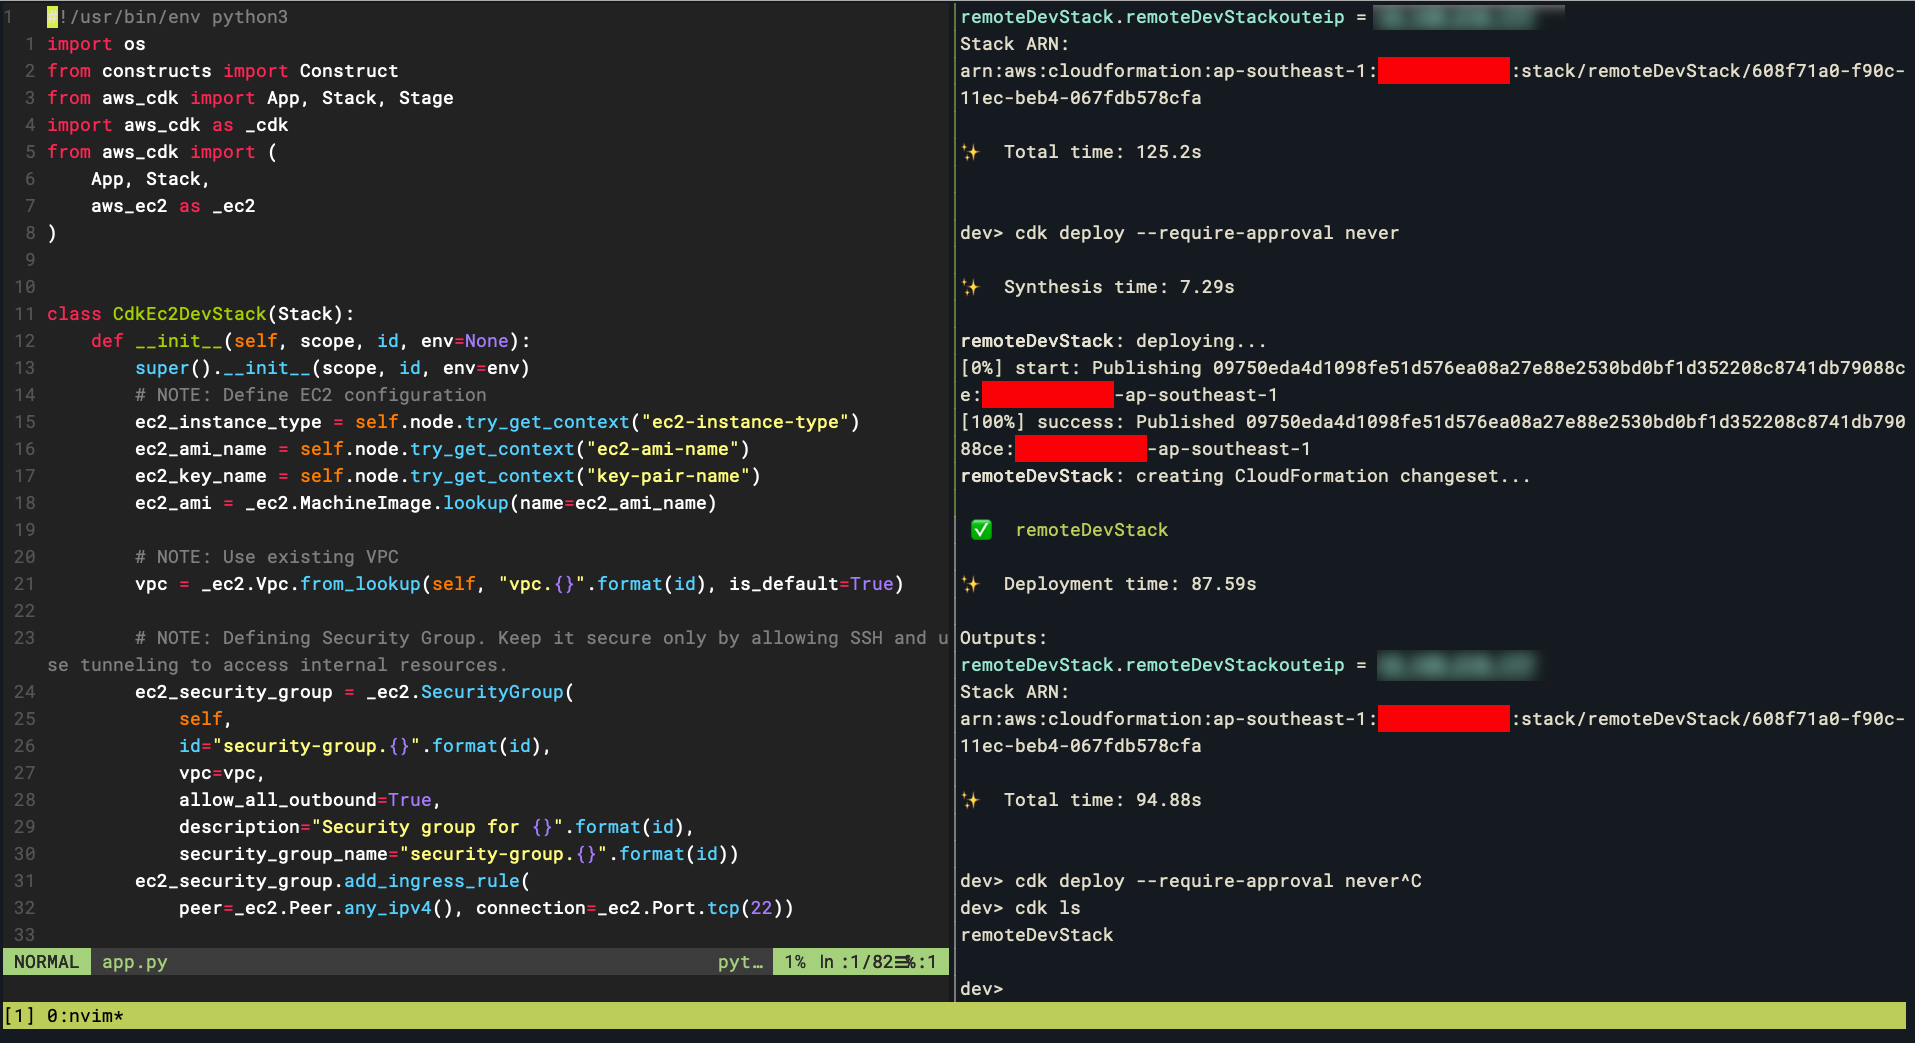 1   #!/usr/bin/env python3
  1 import os
  2 from constructs import Construct
  3 from aws_cdk import App, Stack, Stage
  4 import aws_cdk as _cdk
  5 from aws_cdk import (
  6     App, Stack,
  7     aws_ec2 as _ec2
  8 )
  9
 10
 11 class CdkEc2DevStack(Stack):
 12     def __init__(self, scope, id, env=None):
 13         super().__init__(scope, id, env=env)
 14         # NOTE: Define EC2 configuration
 15         ec2_instance_type = self.node.try_get_context("ec2-instance-type")
 16         ec2_ami_name = self.node.try_get_context("ec2-ami-name")
 17         ec2_key_name = self.node.try_get_context("key-pair-name")
 18         ec2_ami = _ec2.MachineImage.lookup(name=ec2_ami_name)
 19
 20         # NOTE: Use existing VPC
 21         vpc = _ec2.Vpc.from_lookup(self, "vpc.{}".format(id), is_default=True)
 22
 23         # NOTE: Defining Security Group. Keep it secure only by allowing SSH and u
se tunneling to access internal resources.
 24         ec2_security_group = _ec2.SecurityGroup(
 25             self,
 26             id="security-group.{}".format(id),
 27             vpc=vpc,
 28             allow_all_outbound=True,
 29             description="Security group for {}".format(id),
 30             security_group_name="security-group.{}".format(id))
 31         ec2_security_group.add_ingress_rule(
 32             peer=_ec2.Peer.any_ipv4(), connection=_ec2.Port.tcp(22))
 33
NORMAL app.py pyt… 1% ln :1/82☰%:1
remoteDevStack.remoteDevStackouteip =
Stack ARN:
arn:aws:cloudformation:ap-southeast-1: :stack/remoteDevStack/608f71a0-f90c-
11ec-beb4-067fdb578cfa
✨  Total time: 125.2s
dev> cdk deploy --require-approval never
✨  Synthesis time: 7.29s
remoteDevStack: deploying...
[0%] start: Publishing 09750eda4d1098fe51d576ea08a27e88e2530bd0bf1d352208c8741db79088c
e: -ap-southeast-1
[100%] success: Published 09750eda4d1098fe51d576ea08a27e88e2530bd0bf1d352208c8741db790
88ce: -ap-southeast-1
remoteDevStack: creating CloudFormation changeset...
✅  remoteDevStack
✨  Deployment time: 87.59s
Outputs:
remoteDevStack.remoteDevStackouteip =
Stack ARN:
arn:aws:cloudformation:ap-southeast-1: :stack/remoteDevStack/608f71a0-f90c-
11ec-beb4-067fdb578cfa
✨  Total time: 94.88s
dev> cdk deploy --require-approval never^C
dev> cdk ls
remoteDevStack
dev>
[1] 0:nvim*